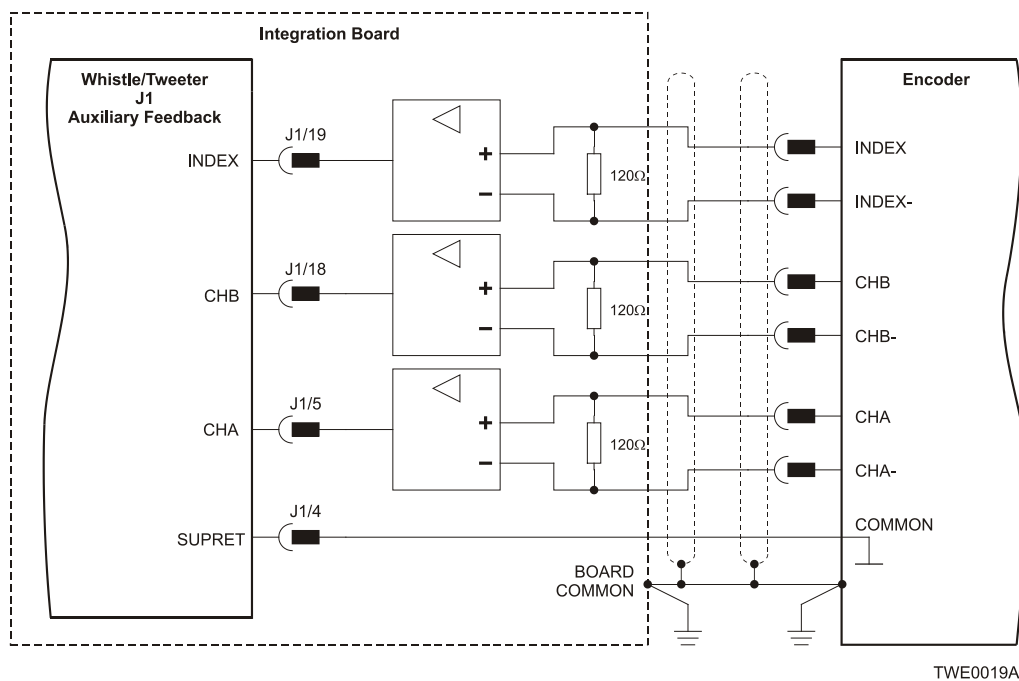 Integration Board
Whistle/Tweeter
J1
Auxiliary Feedback
Encoder
J1/19
INDEX
+
−
120Ω
INDEX
INDEX-
J1/18
CHB
+
−
120Ω
CHB
CHB-
J1/5
CHA
+
−
120Ω
CHA
CHA-
J1/4
SUPRET
COMMON
BOARD
COMMON
TWE0019A